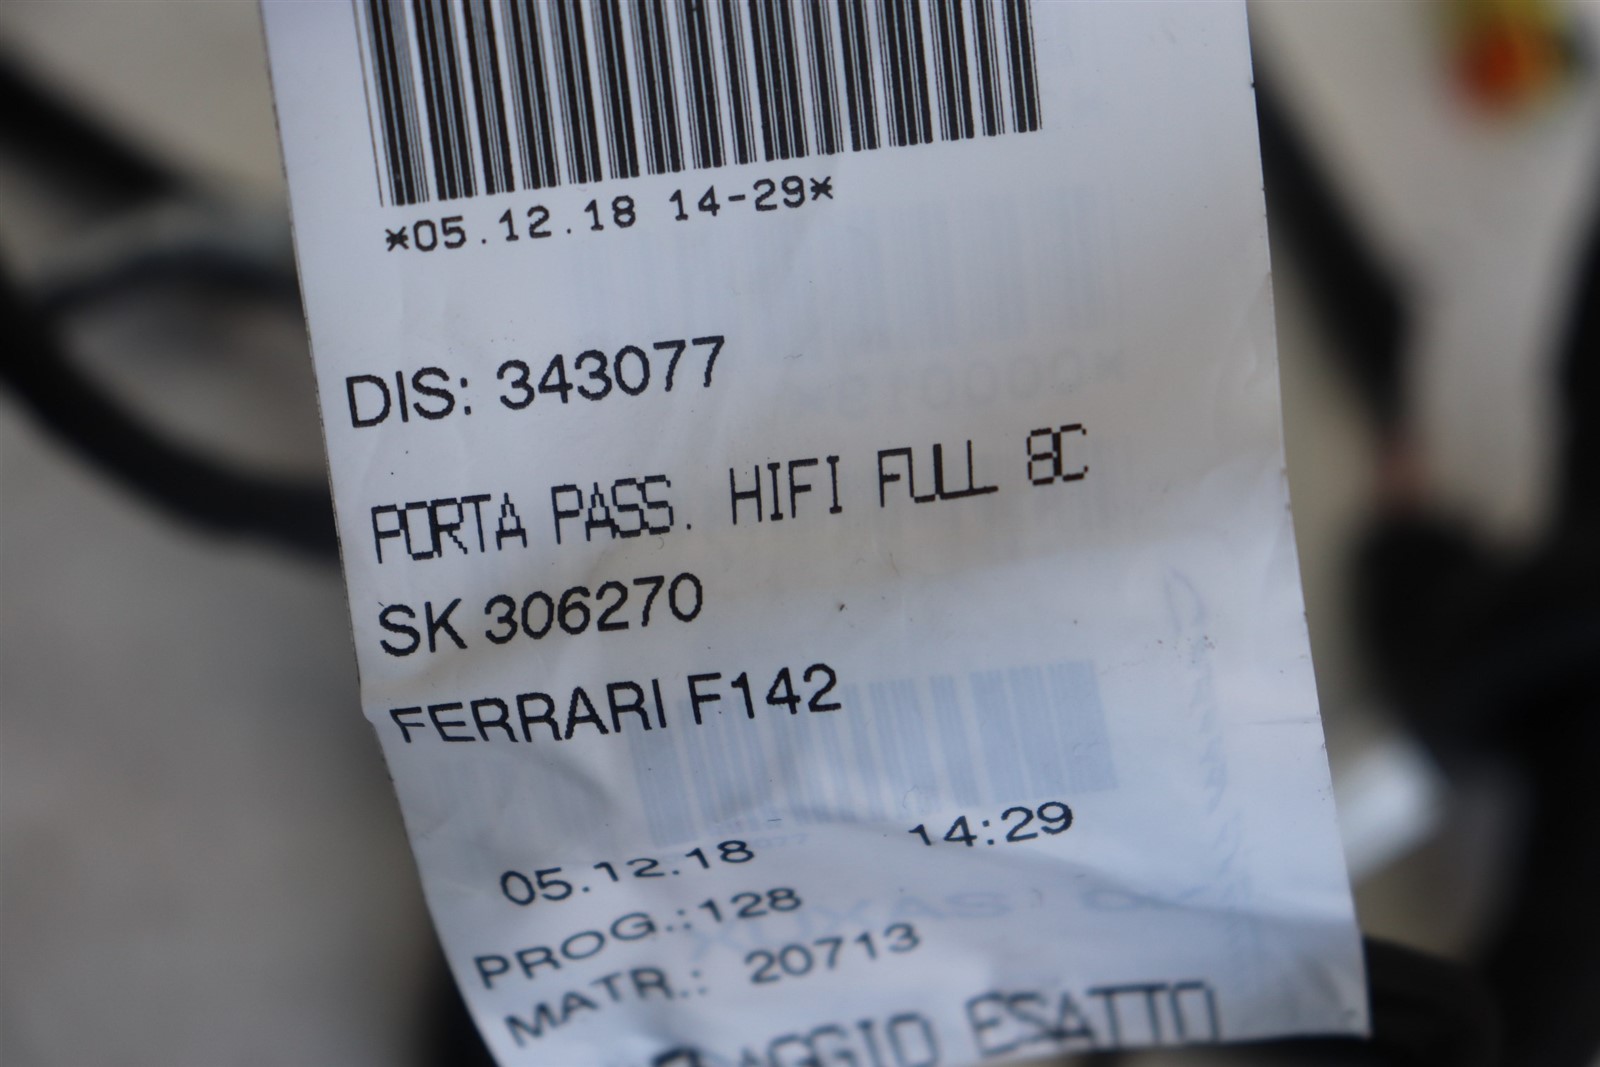 *05.12.18 14-29*
DIS: 343077
PORTA PASS. HIFI FULL 8C
SK 306270
FERRARI F142
05.12.18 14:29
PROG.:128
MATR.: 20713
ESATTO